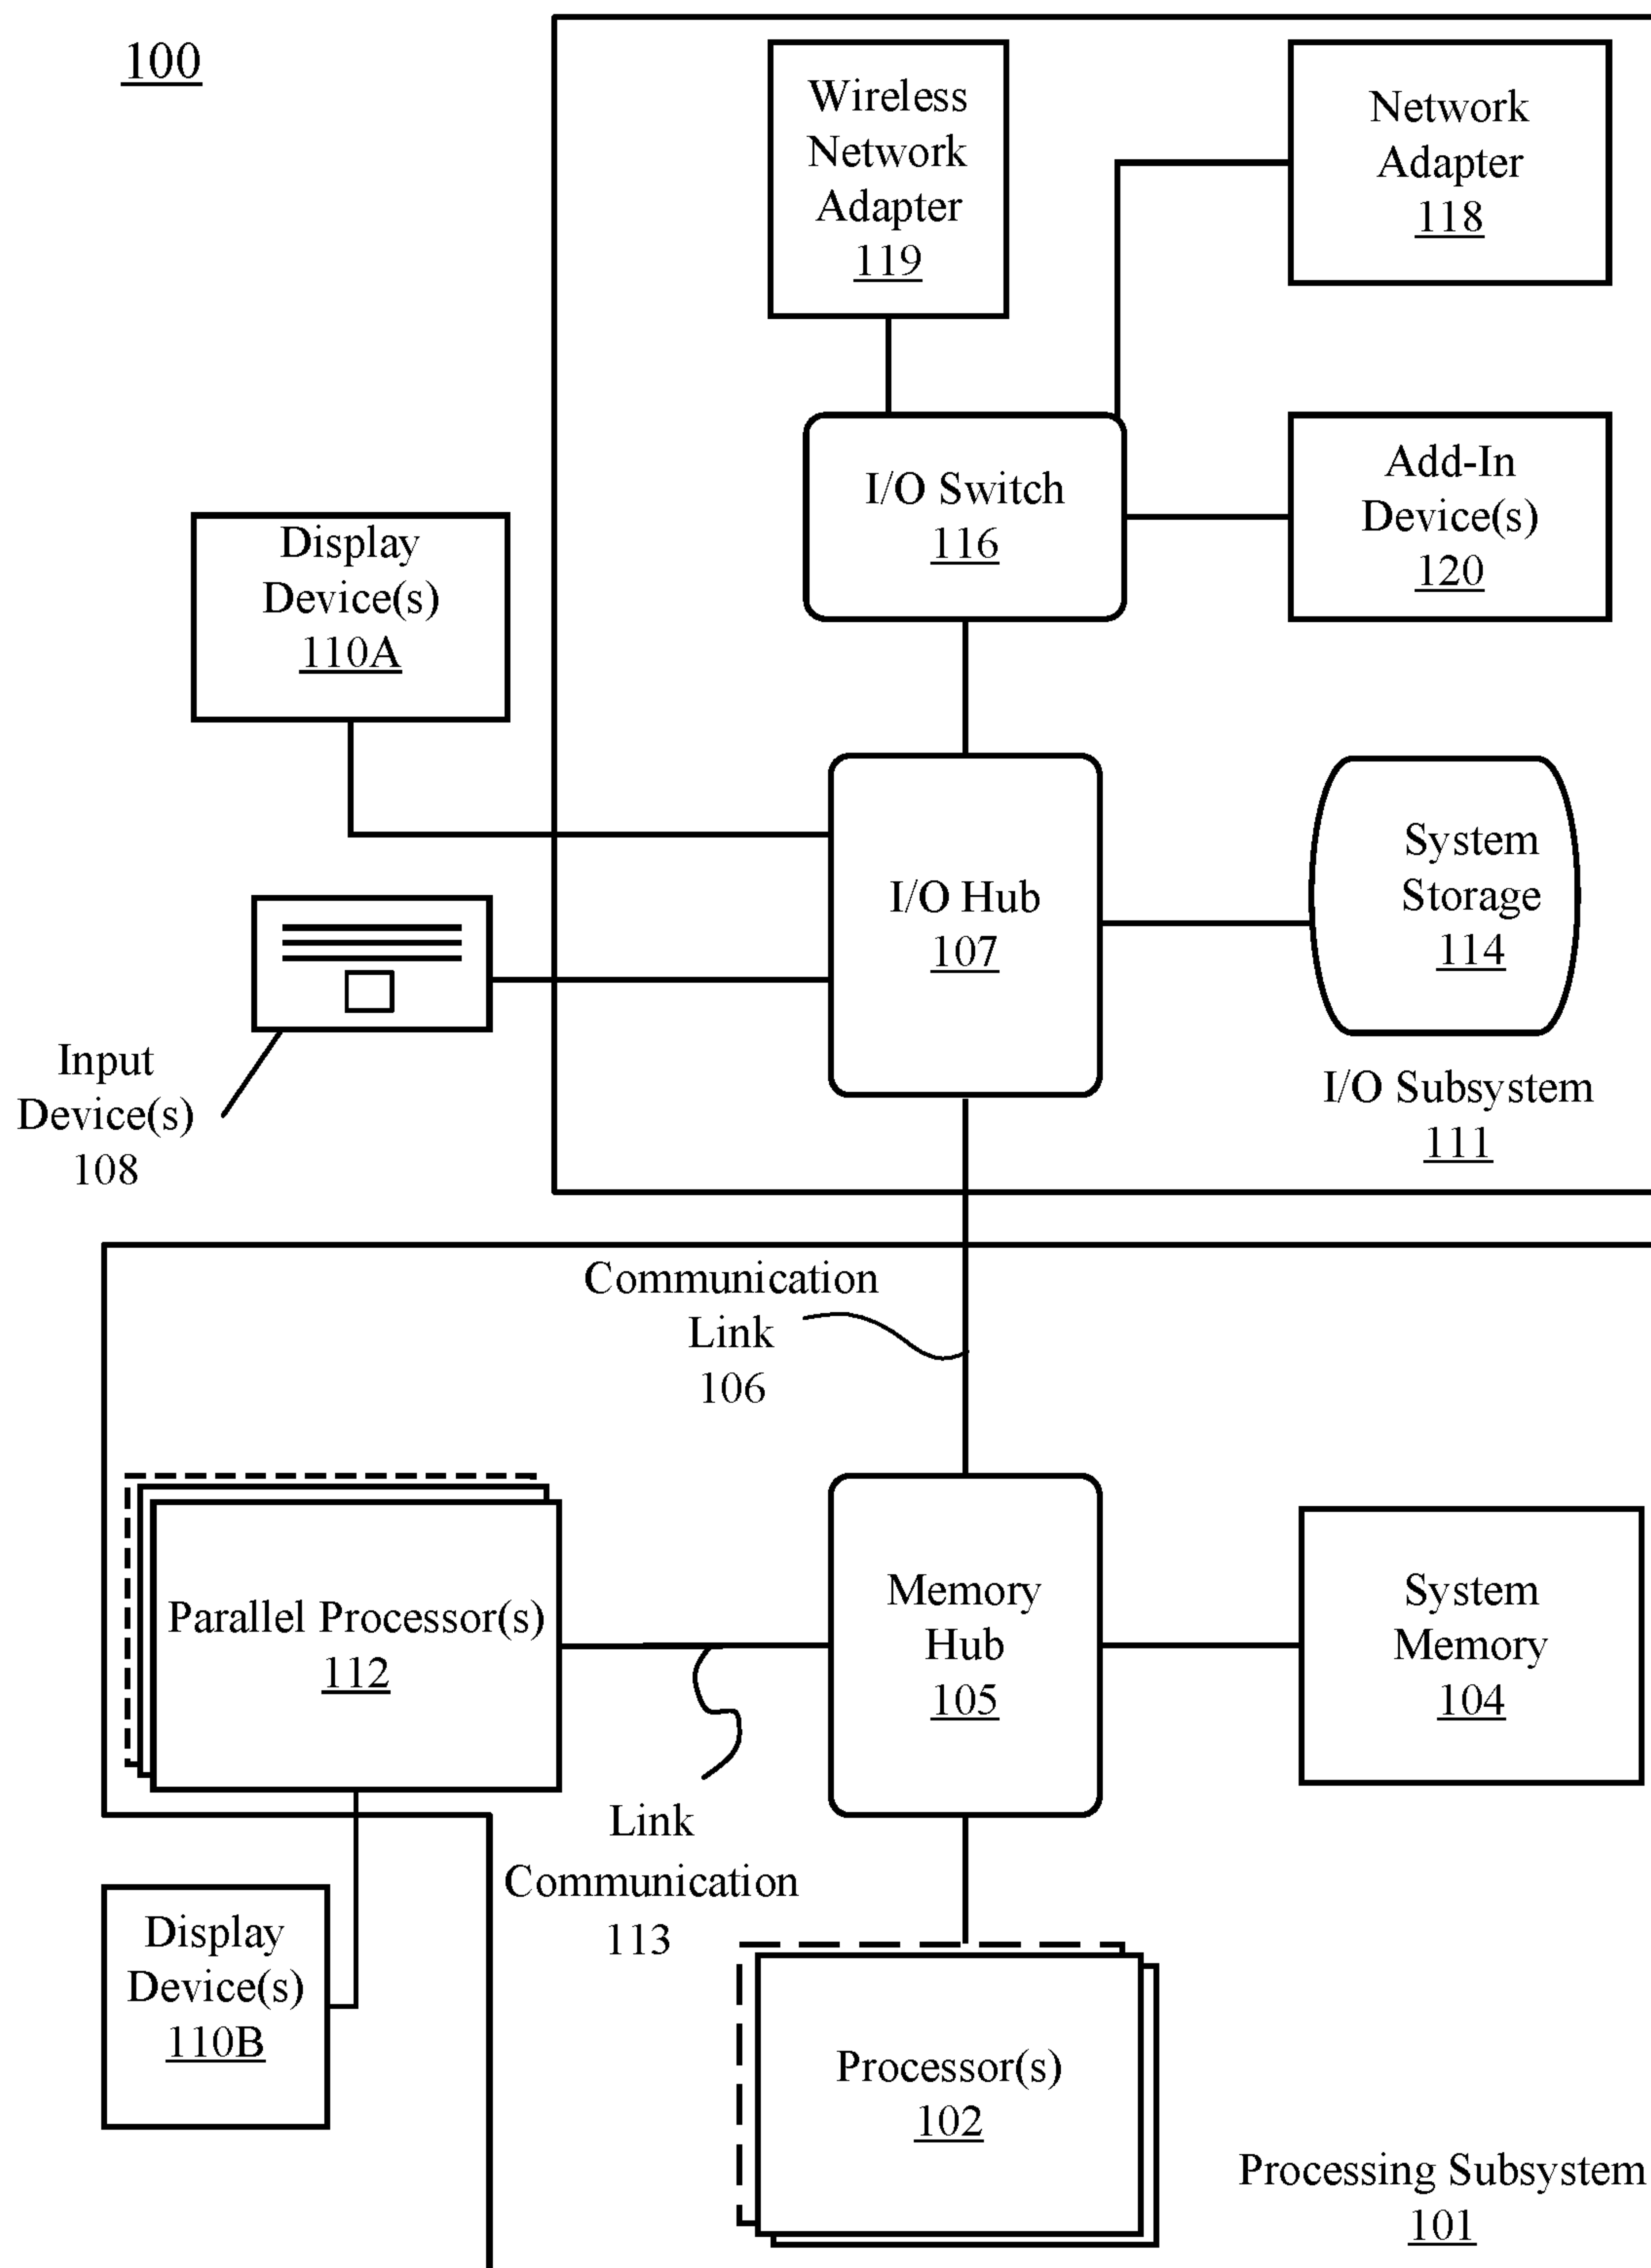 100
Wireless
Network
Adapter
119
Network
Adapter
118
I/O Switch
116
Add-In
Device(s)
120
Display
Device(s)
110A
I/O Hub
107
System
Storage
114
Input
Device(s)
108
I/O Subsystem
111
Communication
Link
106
Parallel Processor(s)
112
Memory
Hub
105
System
Memory
104
Link
Communication
113
Display
Device(s)
110B
Processor(s)
102
Processing Subsystem
101